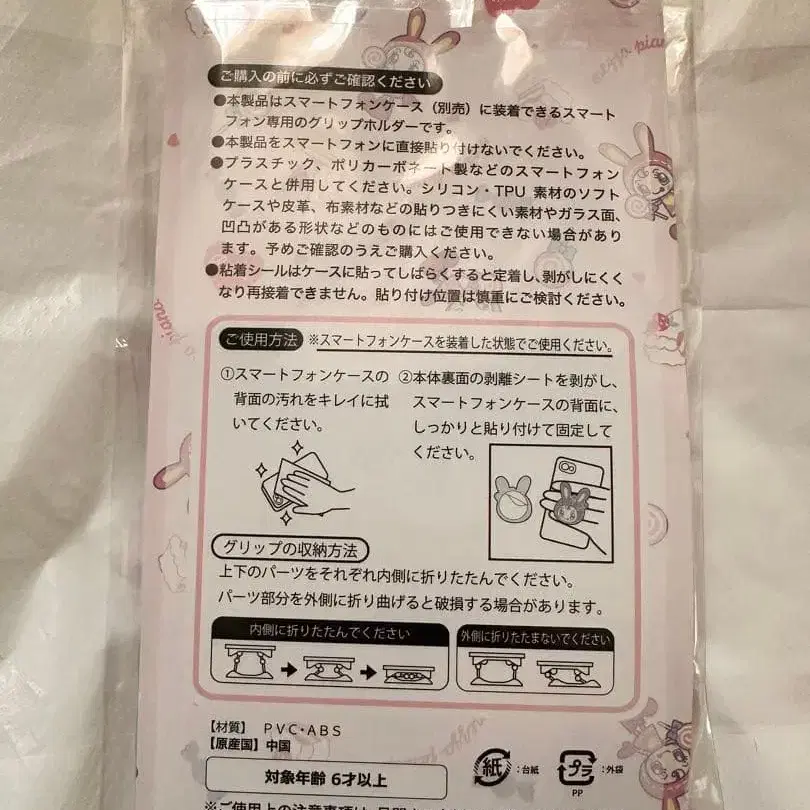 mezzo piano
ご購入の前に必ずご確認ください
●本製品はスマートフォンケース（別売）に装着できるスマート
フォン専用のグリップホルダーです。
●本製品をスマートフォンに直接貼り付けないでください。
●プラスチック、ポリカーボネート製などのスマートフォン
ケースと併用してください。シリコン・TPU 素材のソフト
ケースや皮革、布素材などの貼りつきにくい素材やガラス面、
凹凸がある形状などのものにはご使用できない場合があり
ます。予めご確認のうえご購入ください。
●粘着シールはケースに貼ってしばらくすると定着し、剥がしにくく
なり再接着できません。貼り付け位置は慎重にご検討ください。
ご使用方法 ※スマートフォンケースを装着した状態でご使用ください。
①スマートフォンケースの
背面の汚れをキレイに拭
いてください。
②本体裏面の剥離シートを剥がし、
スマートフォンケースの背面に、
しっかりと貼り付けて固定して
ください。
グリップの収納方法
上下のパーツをそれぞれ内側に折りたたんでください。
パーツ部分を外側に折り曲げると破損する場合があります。
内側に折りたたんでください
外側に折りたたまないでください
【材質】 PVC・ABS
【原産国】中国
対象年齢 6才以上
紙 :台紙
プラ :外袋
PP